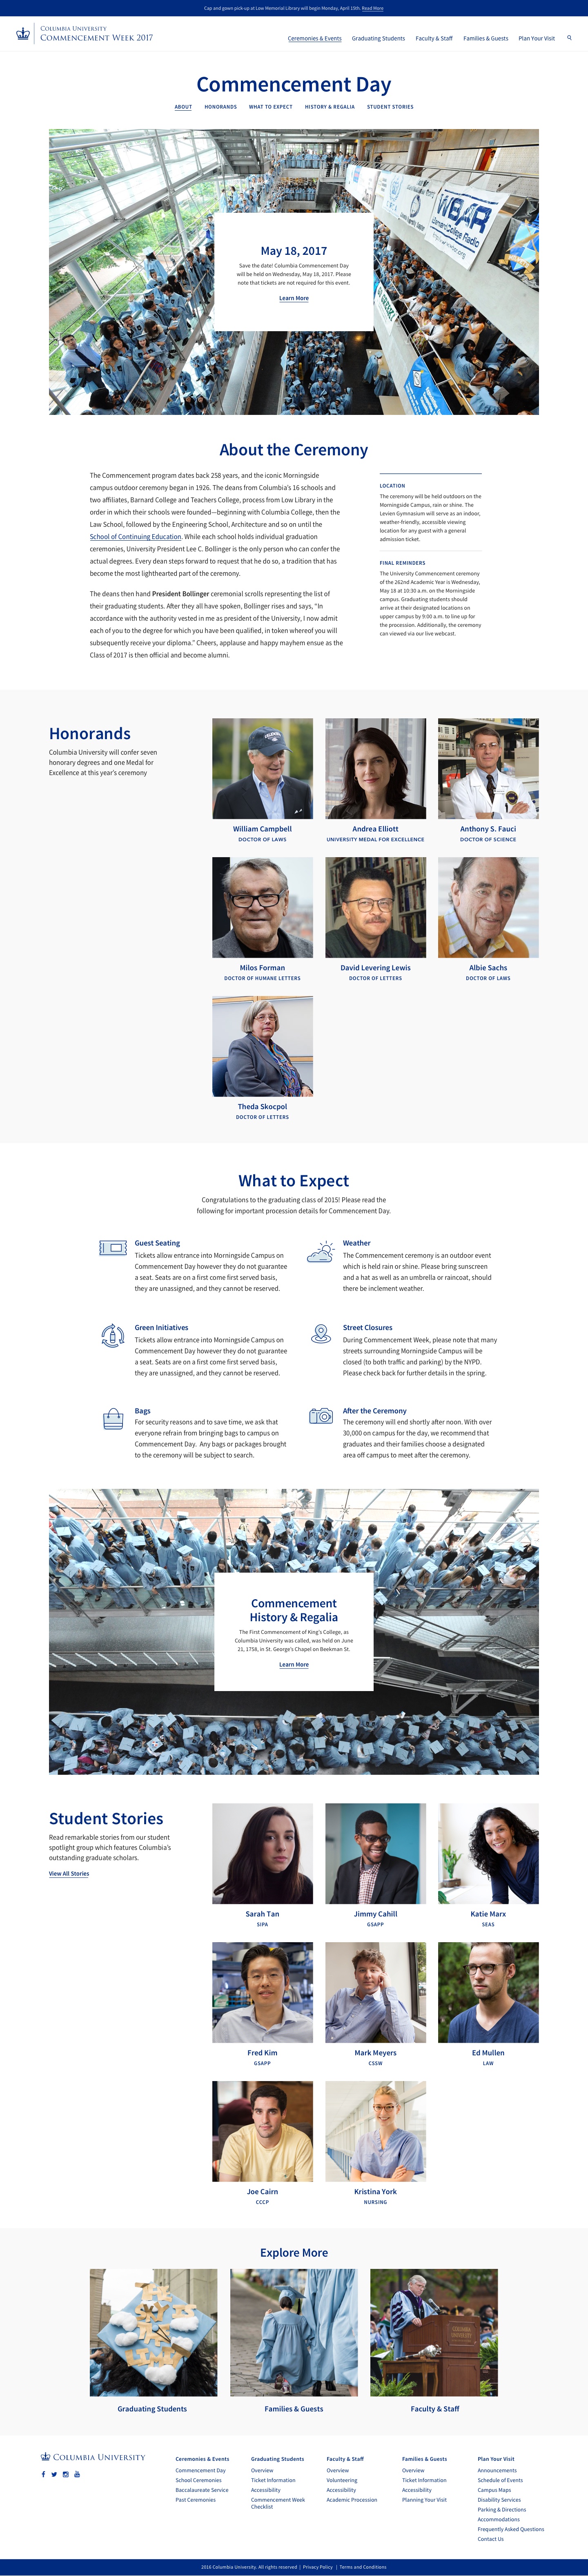 Cap and gown pick-up at Low Memorial Library will begin Monday, April 15th. Read More
Columbia University
Commencement Week 2017
Ceremonies & Events Graduating Students Faculty & Staff Families & Guests Plan Your Visit
Commencement Day
ABOUT HONORANDS WHAT TO EXPECT HISTORY & REGALIA STUDENT STORIES
WBAR
Barnard College Radio
wbar.org
May 18, 2017
Save the date! Columbia Commencement Day
will be held on Wednesday, May 18, 2017. Please
note that tickets are not required for this event.
Learn More
About the Ceremony
The Commencement program dates back 258 years, and the iconic Morningside
campus outdoor ceremony began in 1926. The deans from Columbia's 16 schools and
two affiliates, Barnard College and Teachers College, process from Low Library in the
order in which their schools were founded—beginning with Columbia College, then the
Law School, followed by the Engineering School, Architecture and so on until the
School of Continuing Education. While each school holds individual graduation
ceremonies, University President Lee C. Bollinger is the only person who can confer the
actual degrees. Every dean steps forward to request that he do so, a tradition that has
become the most lighthearted part of the ceremony.
The deans then hand President Bollinger ceremonial scrolls representing the lists of
their graduating students. After they all have spoken, Bollinger rises and says, "In
accordance with the authority vested in me as president of the University, I now admit
each of you to the degree for which you have been qualified, in token whereof you will
subsequently receive your diploma." Cheers, applause and happy mayhem ensue as the
Class of 2017 is then official and become alumni.
LOCATION
The ceremony will be held outdoors on the
Morningside Campus, rain or shine. The
Levien Gymnasium will serve as an indoor,
weather-friendly, accessible viewing
location for any guest with a general
admission ticket.
FINAL REMINDERS
The University Commencement ceremony
of the 262nd Academic Year is Wednesday,
May 18 at 10:30 a.m. on the Morningside
campus. Graduating students should
arrive at their designated locations on
upper campus by 9:00 a.m. to line up for
the procession. Additionally, the ceremony
can viewed via our live webcast.
Honorands
Columbia University will confer seven
honorary degrees and one Medal for
Excellence at this year's ceremony
William Campbell
DOCTOR OF LAWS
Andrea Elliott
UNIVERSITY MEDAL FOR EXCELLENCE
Anthony S. Fauci
DOCTOR OF SCIENCE
Milos Forman
DOCTOR OF HUMANE LETTERS
David Levering Lewis
DOCTOR OF LETTERS
Albie Sachs
DOCTOR OF LAWS
Theda Skocpol
DOCTOR OF LETTERS
What to Expect
Congratulations to the graduating class of 2015! Please read the
following for important procession details for Commencement Day.
Guest Seating
Tickets allow entrance into Morningside Campus on
Commencement Day however they do not guarantee
a seat. Seats are on a first come first served basis,
they are unassigned, and they cannot be reserved.
Weather
The Commencement ceremony is an outdoor event
which is held rain or shine. Please bring sunscreen
and a hat as well as an umbrella or raincoat, should
there be inclement weather.
Green Initiatives
Tickets allow entrance into Morningside Campus on
Commencement Day however they do not guarantee
a seat. Seats are on a first come first served basis,
they are unassigned, and they cannot be reserved.
Street Closures
During Commencement Week, please note that many
streets surrounding Morningside Campus will be
closed (to both traffic and parking) by the NYPD.
Please check back for further details in the spring.
Bags
For security reasons and to save time, we ask that
everyone refrain from bringing bags to campus on
Commencement Day. Any bags or packages brought
to the ceremony will be subject to search.
After the Ceremony
The ceremony will end shortly after noon. With over
30,000 on campus for the day, we recommend that
graduates and their families choose a designated
area off campus to meet after the ceremony.
Commencement
History & Regalia
The First Commencement of King's College, as
Columbia University was called, was held on June
21, 1758, in St. George's Chapel on Beekman St.
Learn More
Student Stories
Read remarkable stories from our student
spotlight group which features Columbia's
outstanding graduate scholars.
View All Stories
Sarah Tan
SIPA
Jimmy Cahill
GSAPP
Katie Marx
SEAS
Fred Kim
GSAPP
Mark Meyers
CSSW
Ed Mullen
LAW
Joe Cairn
CCCP
Kristina York
NURSING
Explore More
Graduating Students
Families & Guests
Faculty & Staff
Columbia University
Ceremonies & Events
Commencement Day
School Ceremonies
Baccalaureate Service
Past Ceremonies
Graduating Students
Overview
Ticket Information
Accessibility
Commencement Week
Checklist
Faculty & Staff
Overview
Volunteering
Accessibility
Academic Procession
Families & Guests
Overview
Ticket Information
Accessibility
Planning Your Visit
Plan Your Visit
Announcements
Schedule of Events
Campus Maps
Disability Services
Parking & Directions
Accommodations
Frequently Asked Questions
Contact Us
2016 Columbia University. All rights reserved | Privacy Policy | Terms and Conditions